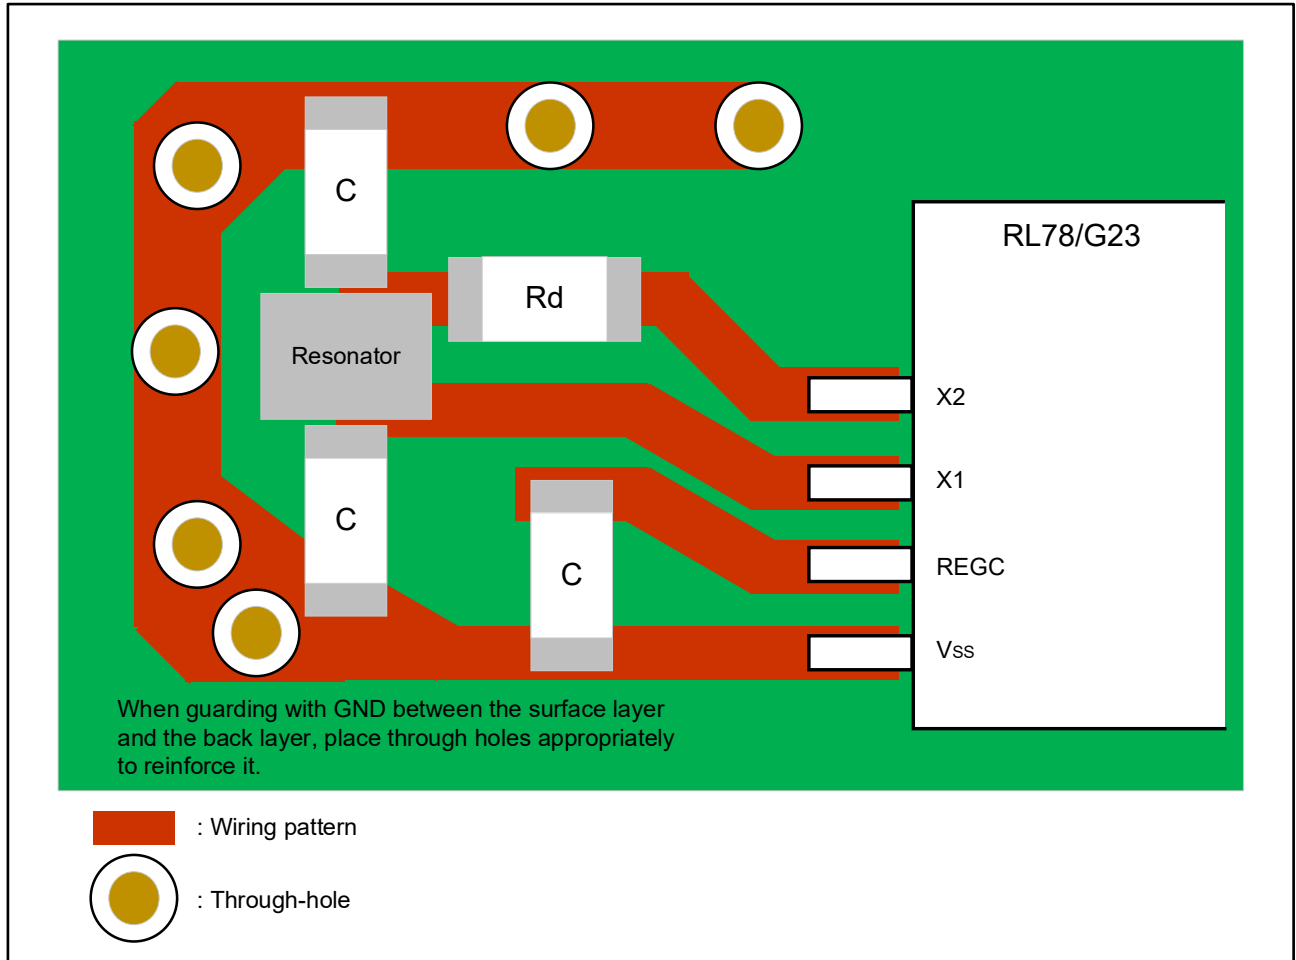 C
RL78/G23
Rd
Resonator
X2
X1
C
C
REGC
Vss
When guarding with GND between the surface layer
and the back layer, place through holes appropriately
to reinforce it.
: Wiring pattern
: Through-hole